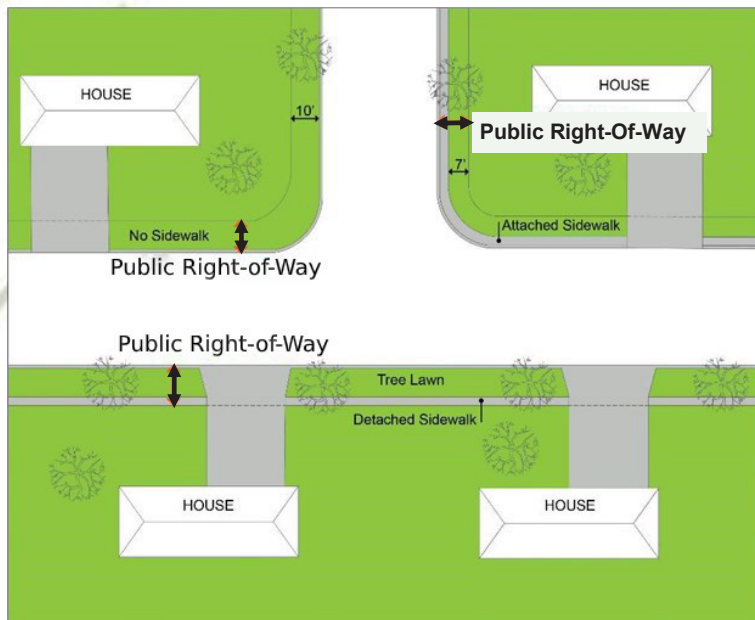 HOUSE
HOUSE
10'
Public Right-Of-Way
7'
No Sidewalk
Attached Sidewalk
Public Right-of-Way
Public Right-of-Way
Tree Lawn
Detached Sidewalk
HOUSE
HOUSE